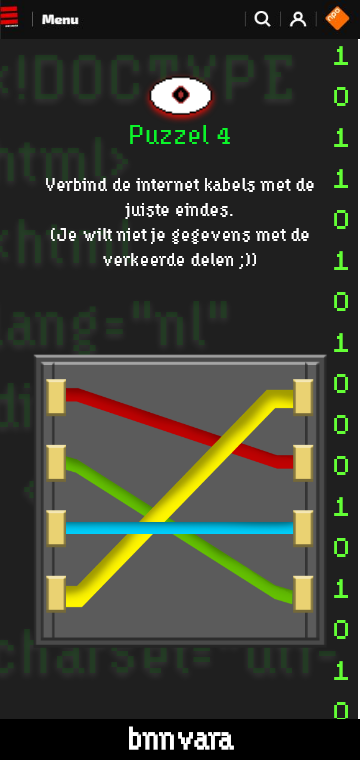 Menu
npo
<!DOCTYPE
html>
<html
lang="nl"
Puzzel 4
Verbind de internet kabels met de
juiste eindes.
(Je wilt niet je gegevens met de
verkeerde delen ;))
charset="utf-
1
0
1
1
0
1
0
1
0
0
1
0
0
1
0
1
0
bnnvara